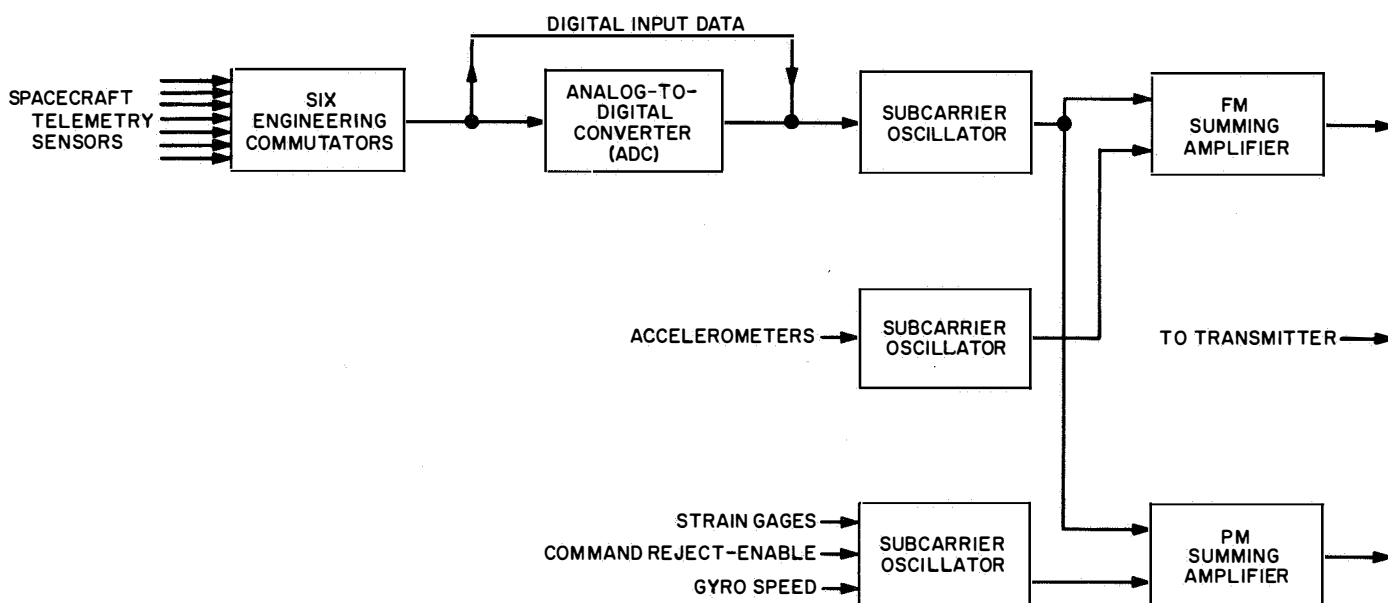 DIGITAL INPUT DATA
SPACECRAFT
TELEMETRY
SENSORS
SIX
ENGINEERING
COMMUTATORS
ANALOG-TO-
DIGITAL
CONVERTER
(ADC)
SUBCARRIER
OSCILLATOR
FM
SUMMING
AMPLIFIER
ACCELEROMETERS
SUBCARRIER
OSCILLATOR
TO TRANSMITTER
STRAIN GAGES
COMMAND REJECT-ENABLE
GYRO SPEED
SUBCARRIER
OSCILLATOR
PM
SUMMING
AMPLIFIER